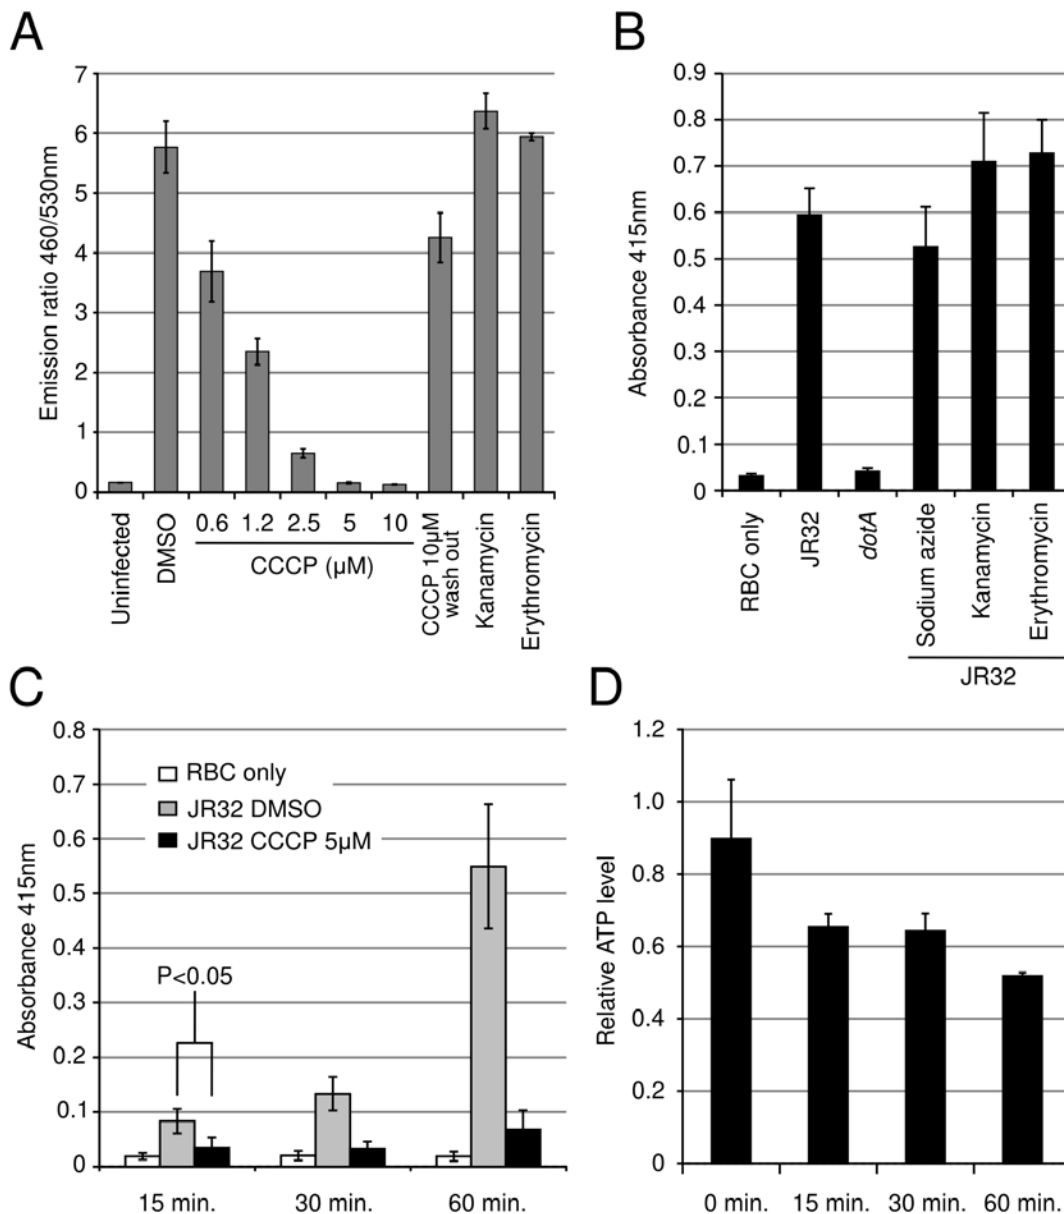 A
7
6
5
4
3
2
1
0
Emission ratio 460/530nm
Uninfected
DMSO
0.6
1.2
2.5
5
10
CCCP (µM)
CCCP 10µM
wash out
Kanamycin
Erythromycin
B
0.9
0.8
0.7
0.6
0.5
0.4
0.3
0.2
0.1
0
Absorbance 415nm
RBC only
JR32
dotA
Sodium azide
Kanamycin
Erythromycin
JR32
C
0.8
0.7
0.6
0.5
0.4
0.3
0.2
0.1
0
Absorbance 415nm
RBC only
JR32 DMSO
JR32 CCCP 5µM
P<0.05
15 min.
30 min.
60 min.
D
1.2
1.0
0.8
0.6
0.4
0.2
0
Relative ATP level
0 min.
15 min.
30 min.
60 min.